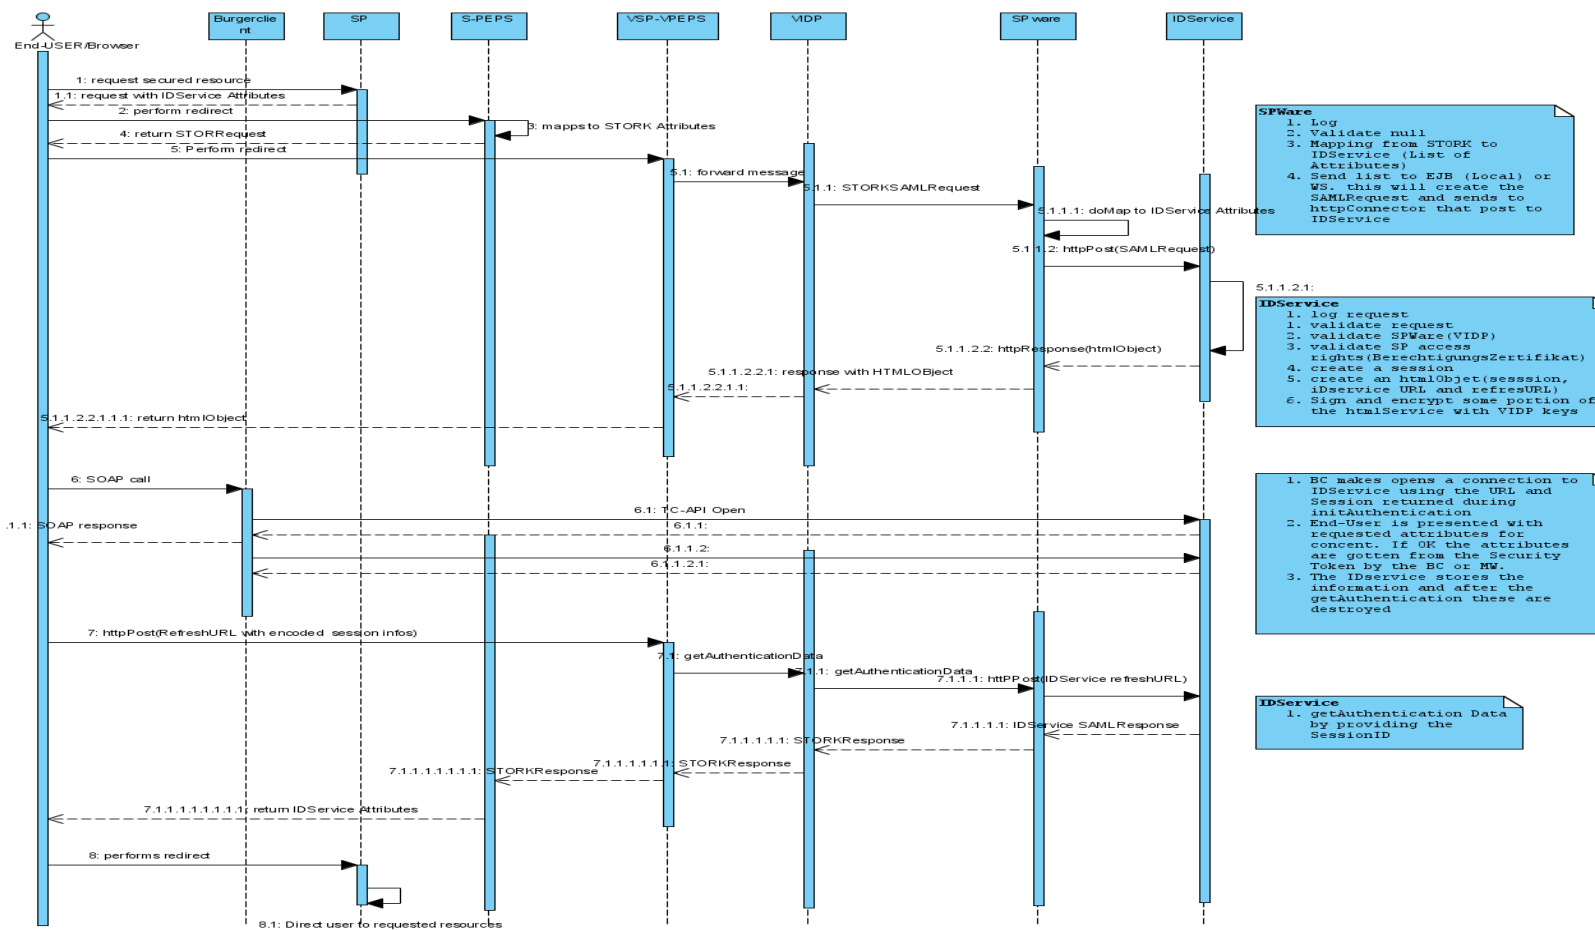 Burgerclie
nt
SP
S-PEPS
VSP-VPEPS
VIDP
SPware
IDService
End-USER/Browser
1: request secured resource
1.1: request with IDService Attributes
2: perform redirect
3: mapps to STORK Attributes
4: return STORRequest
5: Perform redirect
5.1: forward message
5.1.1: STORKSAMLRequest
5.1.1.1: doMap to IDService Attributes
5.1.1.2: httpPost(SAMLRequest)
5.1.1.2.1:
5.1.1.2.2: httpResponse(htmlObject)
5.1.1.2.2.1: response with HTMLOBject
5.1.1.2.2.1.1:
5.1.1.2.2.1.1.1: return htmlObject
6: SOAP call
6.1: TC-API Open
6.1.1:
.1.1: SOAP response
6.1.1.2:
6.1.1.2.1:
7: httpPost(RefreshURL with encoded session infos)
7.1: getAuthenticationData
7.1.1: getAuthenticationData
7.1.1.1: httPPost(IDService refreshURL)
7.1.1.1.1: IDService SAMLResponse
7.1.1.1.1.1: STORKResponse
7.1.1.1.1.1.1: STORKResponse
7.1.1.1.1.1.1.1: STORKResponse
7.1.1.1.1.1.1.1.1: return IDService Attributes
8: performs redirect
8.1: Direct user to requested resources
SPWare
1. Log
2. Validate null
3. Mapping from STORK to
IDService (List of
Attributes)
4. Send list to EJB (Local) or
WS. this will create the
SAMLRequest and sends to
httpConnector that post to
IDService
IDService
1. log request
1. validate request
2. validate SPWare(VIDP)
3. validate SP access
rights(BerechtigungsZertifikat)
4. create a session
5. create an htmlObjet(sesssion,
iDservice URL and refresURL)
6. Sign and encrypt some portion of
the htmlService with VIDP keys
1. BC makes opens a connection to
IDService using the URL and
Session returned during
initAuthentication
2. End-User is presented with
requested attributes for
concent. If OK the attributes
are gotten from the Security
Token by the BC or MW.
3. The IDservice stores the
information and after the
getAuthentication these are
destroyed
IDService
1. getAuthentication Data
by providing the
SessionID